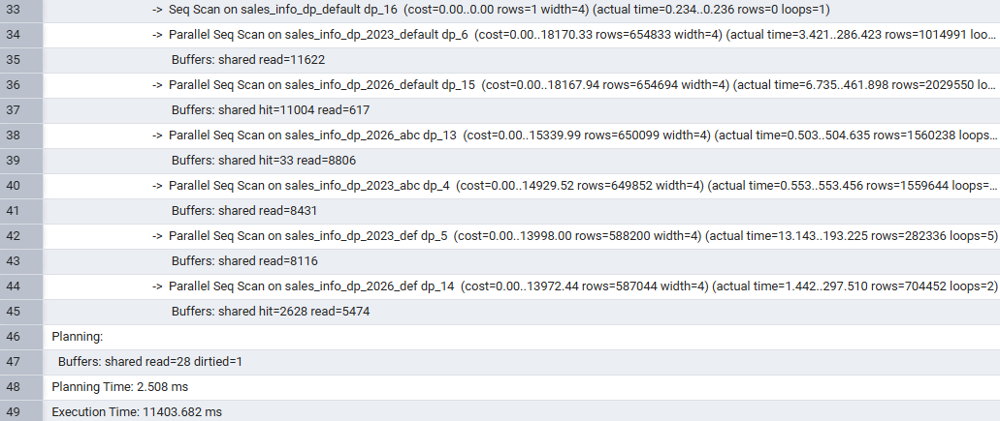 33 -> Seq Scan on sales_info_dp_default dp_16 (cost=0.00..0.00 rows=1 width=4) (actual time=0.234..0.236 rows=0 loops=1)
34 -> Parallel Seq Scan on sales_info_dp_2023_default dp_6 (cost=0.00..18170.33 rows=654833 width=4) (actual time=3.421..286.423 rows=1014991 loo...
35 Buffers: shared read=11622
36 -> Parallel Seq Scan on sales_info_dp_2026_default dp_15 (cost=0.00..18167.94 rows=654694 width=4) (actual time=6.735..461.898 rows=2029550 lo...
37 Buffers: shared hit=11004 read=617
38 -> Parallel Seq Scan on sales_info_dp_2026_abc dp_13 (cost=0.00..15339.99 rows=650099 width=4) (actual time=0.503..504.635 rows=1560238 loops...
39 Buffers: shared hit=33 read=8806
40 -> Parallel Seq Scan on sales_info_dp_2023_abc dp_4 (cost=0.00..14929.52 rows=649852 width=4) (actual time=0.553..553.456 rows=1559644 loops=...
41 Buffers: shared read=8431
42 -> Parallel Seq Scan on sales_info_dp_2023_def dp_5 (cost=0.00..13998.00 rows=588200 width=4) (actual time=13.143..193.225 rows=282336 loops=5)
43 Buffers: shared read=8116
44 -> Parallel Seq Scan on sales_info_dp_2026_def dp_14 (cost=0.00..13972.44 rows=587044 width=4) (actual time=1.442..297.510 rows=704452 loops=2)
45 Buffers: shared hit=2628 read=5474
46 Planning:
47 Buffers: shared read=28 dirtied=1
48 Planning Time: 2.508 ms
49 Execution Time: 11403.682 ms